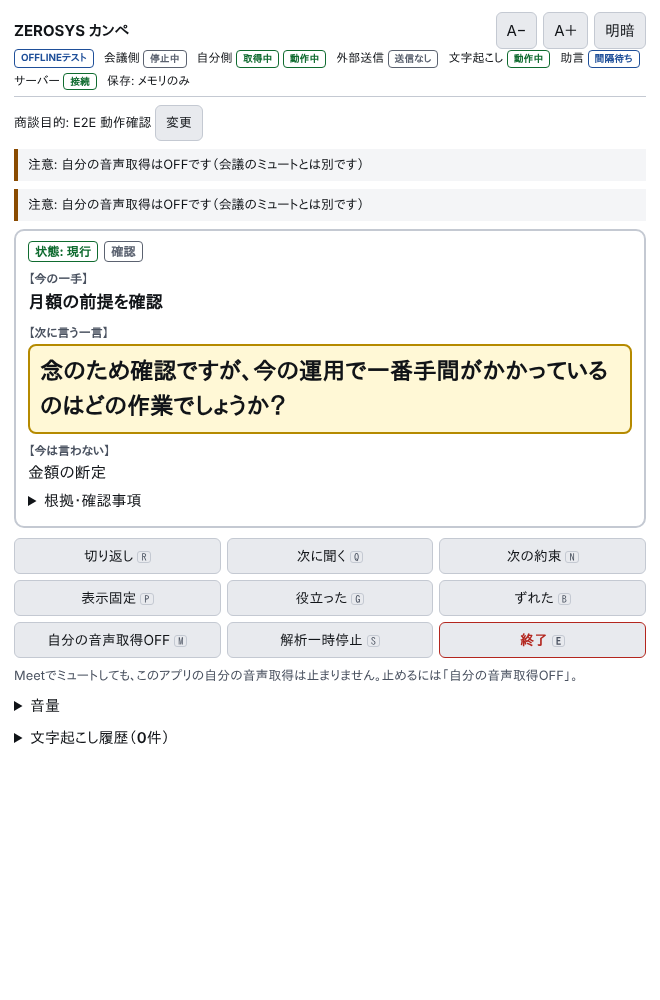 ZEROSYS カンペ
A− A＋ 明暗
OFFLINEテスト 会議側 停止中 自分側 取得中 動作中 外部送信 送信なし 文字起こし 動作中 助言 間隔待ち
サーバー 接続 保存: メモリのみ
商談目的: E2E 動作確認 変更
注意: 自分の音声取得はOFFです（会議のミュートとは別です）
注意: 自分の音声取得はOFFです（会議のミュートとは別です）
状態: 現行 確認
【今の一手】
月額の前提を確認
【次に言う一言】
念のため確認ですが、今の運用で一番手間がかかっている
のはどの作業でしょうか？
【今は言わない】
金額の断定
▶ 根拠・確認事項
切り返し R 次に聞く Q 次の約束 N
表示固定 P 役立った G ずれた B
自分の音声取得OFF M 解析一時停止 S 終了 E
Meetでミュートしても、このアプリの自分の音声取得は止まりません。止めるには「自分の音声取得OFF」。
▶ 音量
▶ 文字起こし履歴（0件）